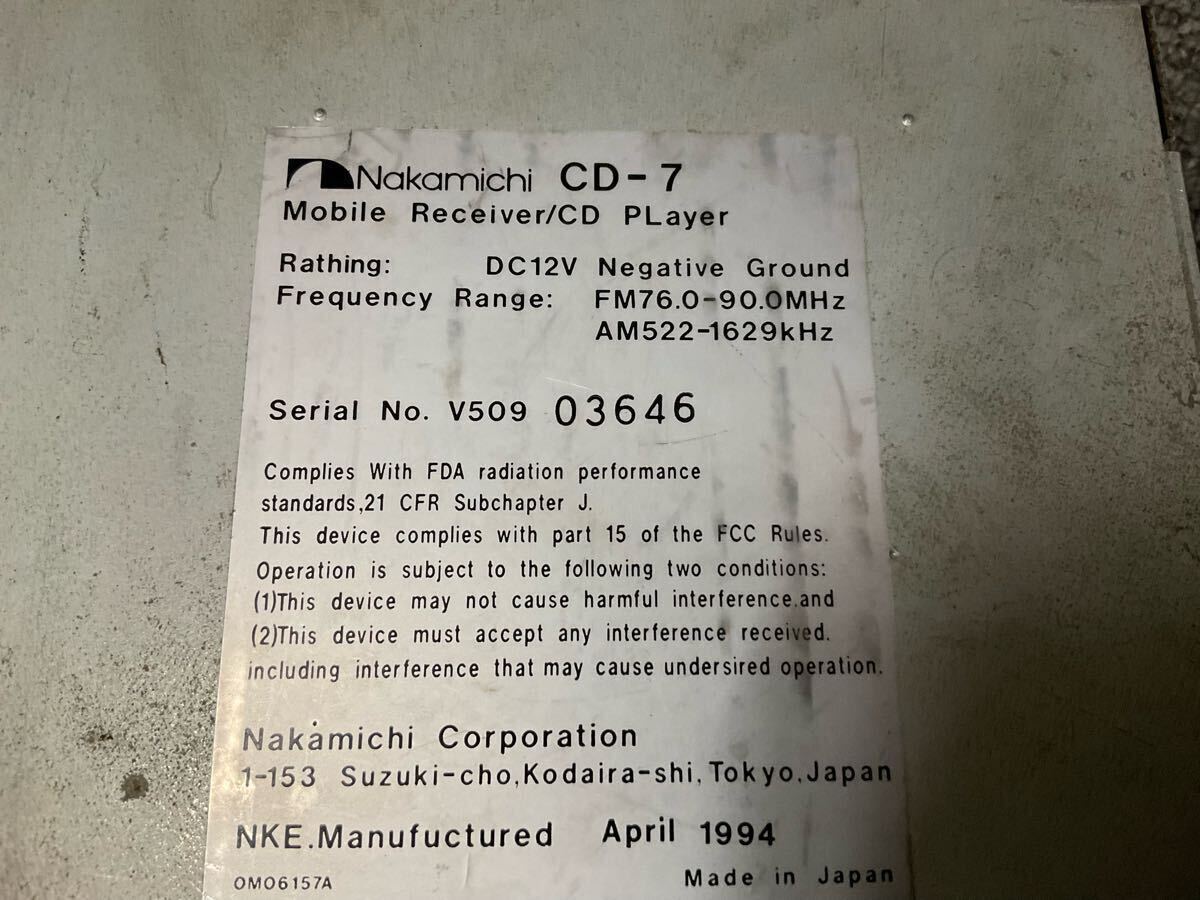 Nakamichi CD-7
Mobile Receiver/CD PLayer
Rathing: DC12V Negative Ground
Frequency Range: FM76.0-90.0MHz
AM522-1629kHz
Serial No. V509 03646
Complies With FDA radiation performance
standards,21 CFR Subchapter J.
This device complies with part 15 of the FCC Rules.
Operation is subject to the following two conditions:
(1)This device may not cause harmful interference.and
(2)This device must accept any interference received.
including interference that may cause undersired operation.
Nakamichi Corporation
1-153 Suzuki-cho,Kodaira-shi,Tokyo,Japan
NKE.Manufuctured April 1994
OMO6157A Made in Japan